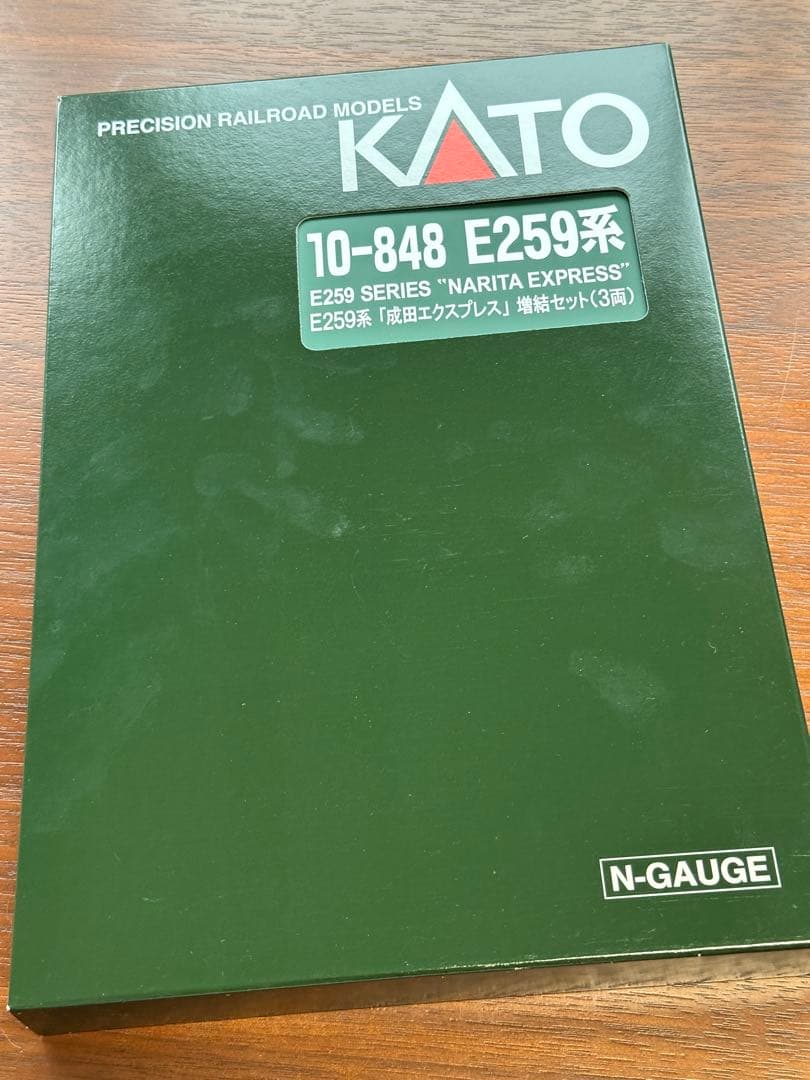 PRECISION RAILROAD MODELS
KATO
10-848 E259系
E259 SERIES "NARITA EXPRESS"
E259系「成田エクスプレス」増結セット(3両)
N-GAUGE